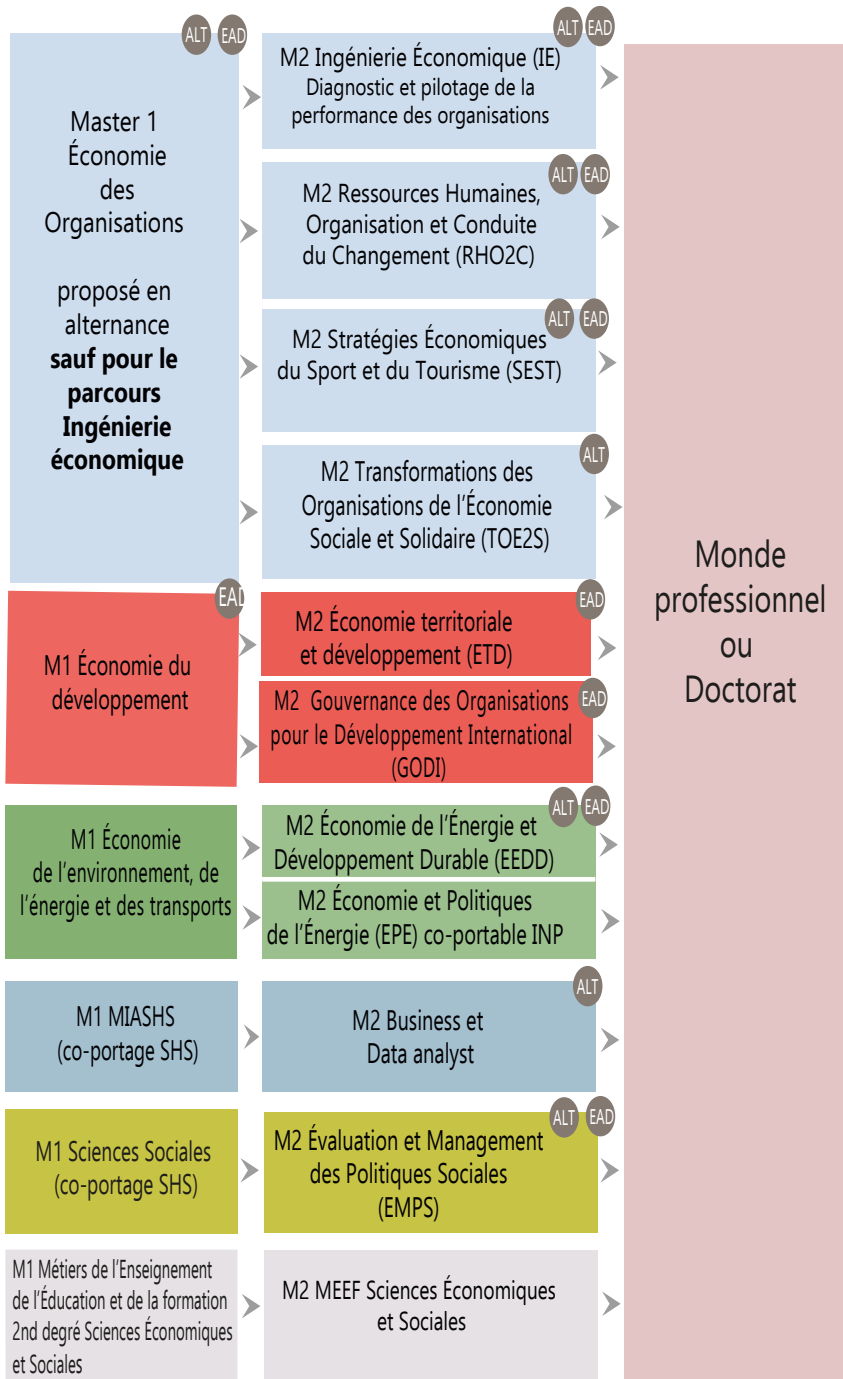 ALT EAD
Master 1
Économie
des
Organisations
proposé en
alternance
sauf pour le
parcours
Ingénierie
économique
ALT EAD
M2 Ingénierie Économique (IE)
Diagnostic et pilotage de la
performance des organisations
ALT EAD
M2 Ressources Humaines,
Organisation et Conduite
du Changement (RHO2C)
ALT EAD
M2 Stratégies Économiques
du Sport et du Tourisme (SEST)
ALT
M2 Transformations des
Organisations de l'Économie
Sociale et Solidaire (TOE2S)
EAD
M1 Économie du
développement
EAD
M2 Économie territoriale
et développement (ETD)
EAD
M2 Gouvernance des Organisations
pour le Développement International
(GODI)
M1 Économie
de l'environnement, de
l'énergie et des transports
ALT EAD
M2 Économie de l'Énergie et
Développement Durable (EEDD)
M2 Économie et Politiques
de l'Énergie (EPE) co-portable INP
M1 MIASHS
(co-portage SHS)
ALT
M2 Business et
Data analyst
M1 Sciences Sociales
(co-portage SHS)
ALT EAD
M2 Évaluation et Management
des Politiques Sociales
(EMPS)
M1 Métiers de l'Enseignement
de l'Éducation et de la formation
2nd degré Sciences Économiques
et Sociales
M2 MEEF Sciences Économiques
et Sociales
Monde
professionnel
ou
Doctorat